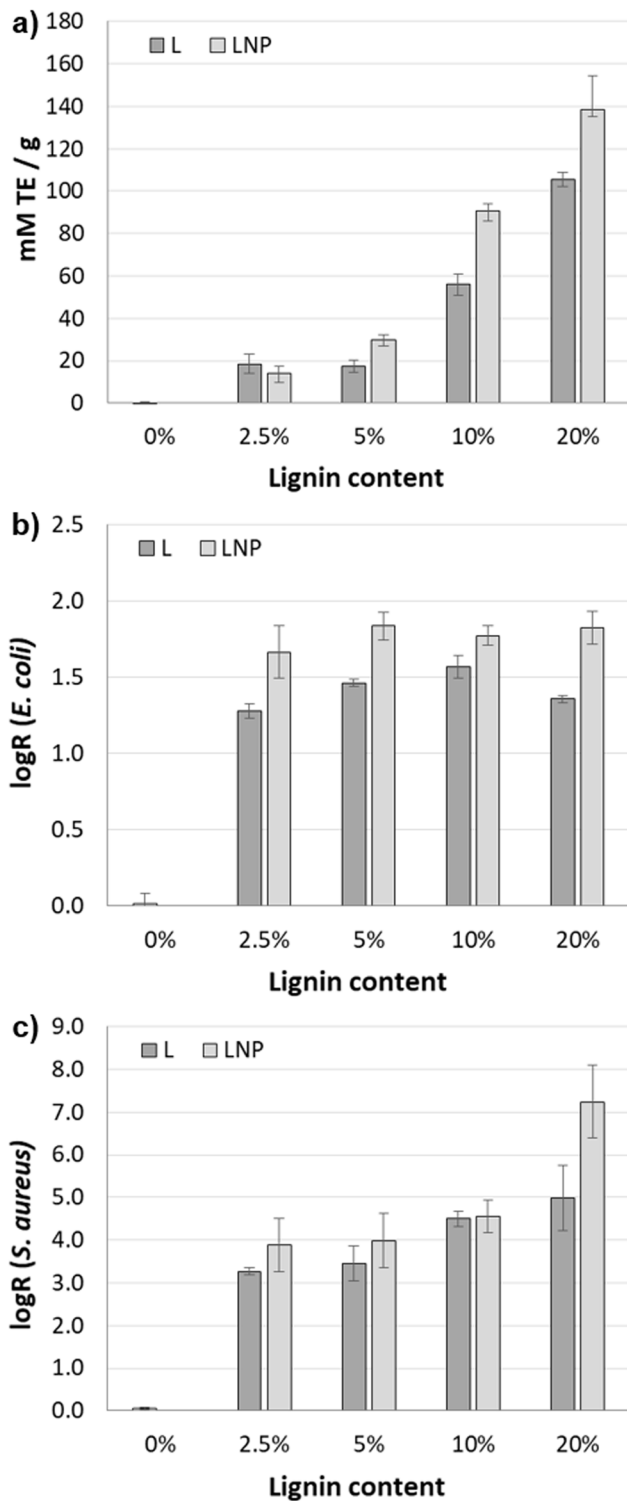 a)
L LNP
180
160
140
120
100
80
60
40
20
0
mM TE / g
0% 2.5% 5% 10% 20%
Lignin content
b)
L LNP
2.5
2.0
1.5
1.0
0.5
0.0
logR (E. coli)
0% 2.5% 5% 10% 20%
Lignin content
c)
L LNP
9.0
8.0
7.0
6.0
5.0
4.0
3.0
2.0
1.0
0.0
logR (S. aureus)
0% 2.5% 5% 10% 20%
Lignin content